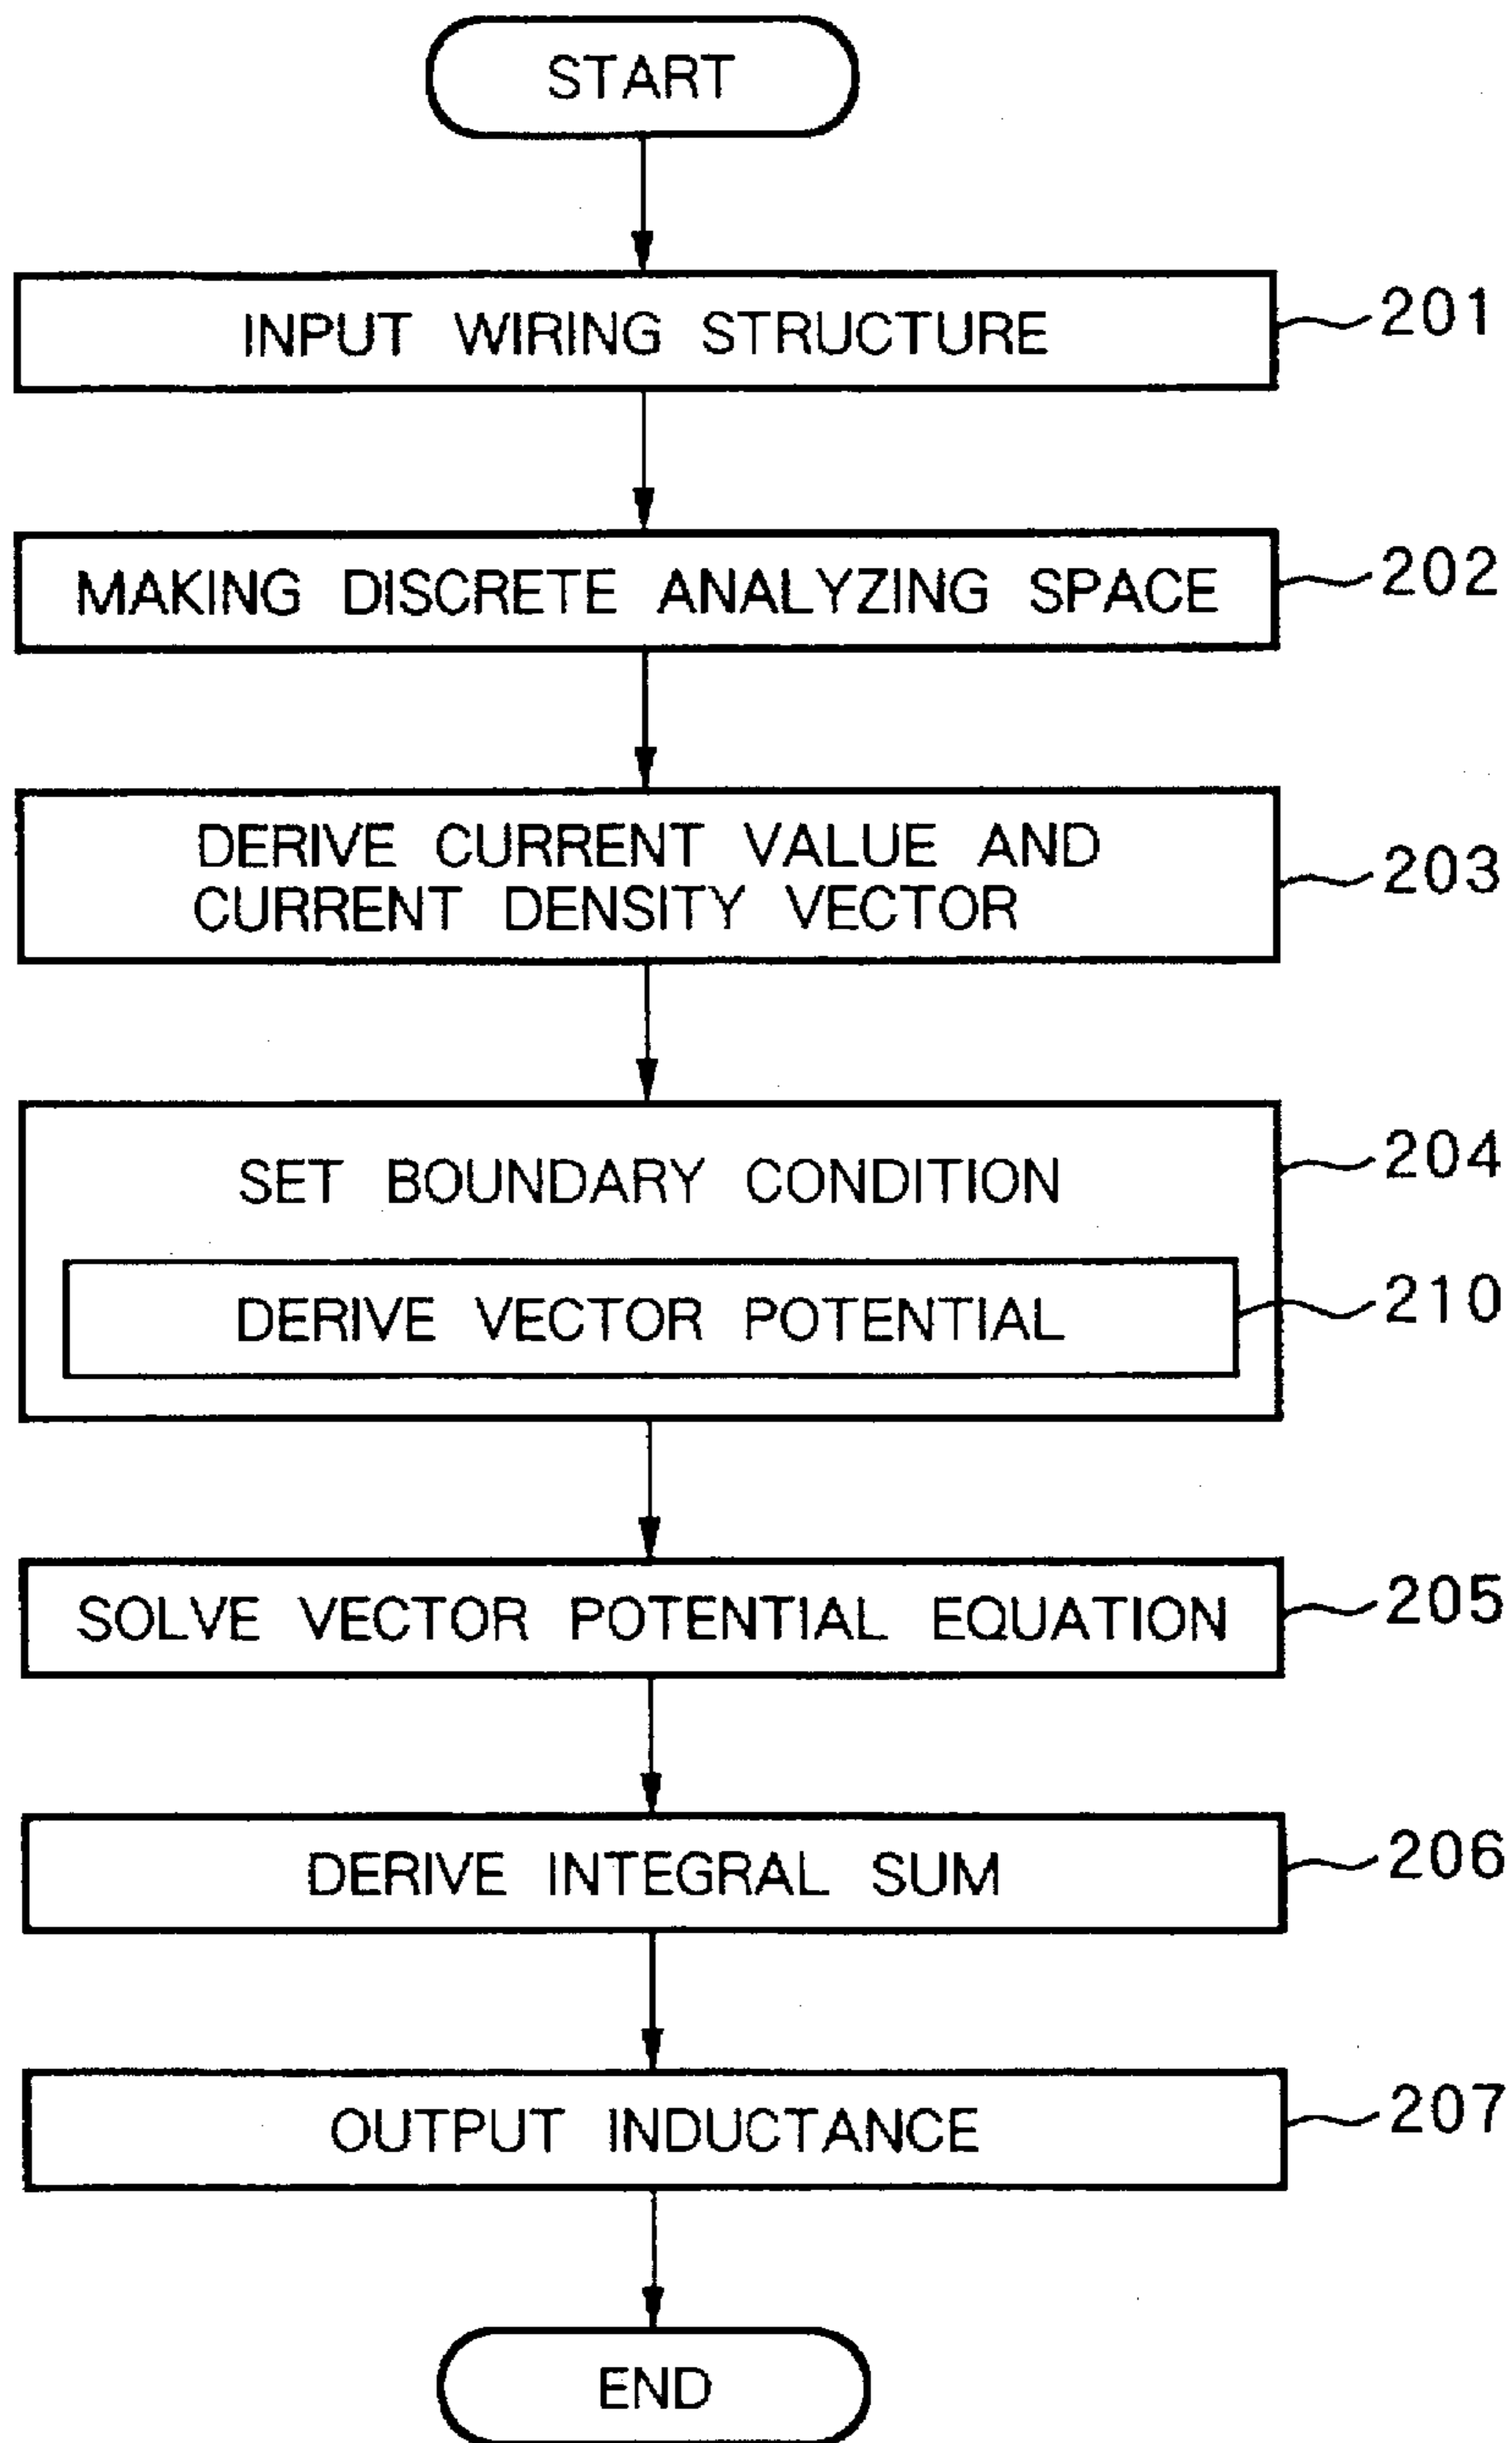 START
INPUT WIRING STRUCTURE
201
MAKING DISCRETE ANALYZING SPACE
202
DERIVE CURRENT VALUE AND
CURRENT DENSITY VECTOR
203
SET BOUNDARY CONDITION
204
DERIVE VECTOR POTENTIAL
210
SOLVE VECTOR POTENTIAL EQUATION
205
DERIVE INTEGRAL SUM
206
OUTPUT INDUCTANCE
207
END